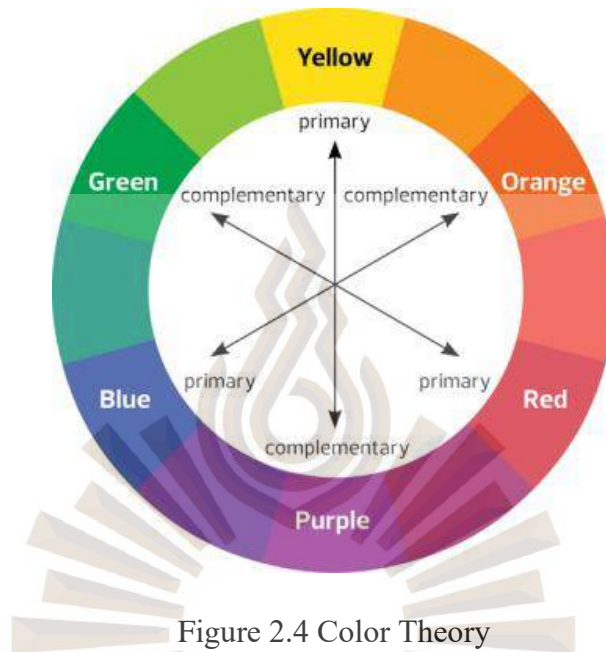 Yellow
primary
Green
Orange
complementary complementary
primary primary
Blue
Red
complementary
Purple
Figure 2.4 Color Theory